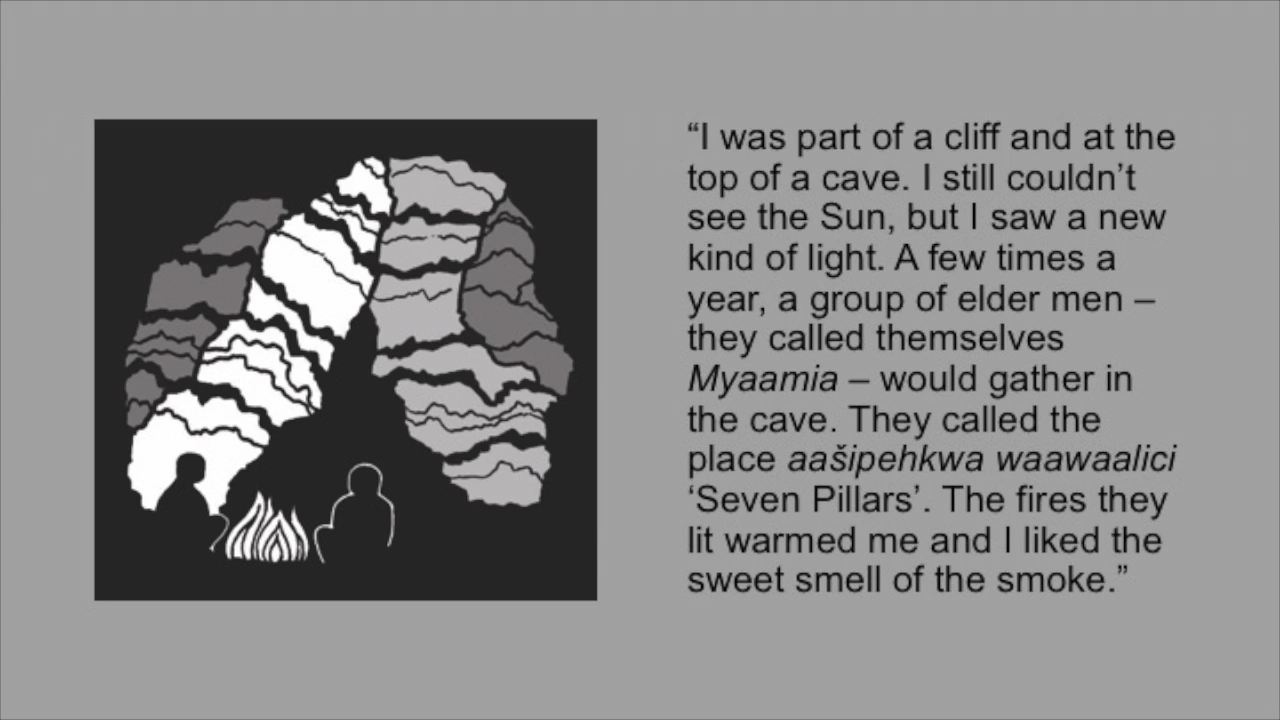 “I was part of a cliff and at the
top of a cave. I still couldn’t
see the Sun, but I saw a new
kind of light. A few times a
year, a group of elder men –
they called themselves
Myaamia – would gather in
the cave. They called the
place aašipehkwa waawaalici
‘Seven Pillars’. The fires they
lit warmed me and I liked the
sweet smell of the smoke.”